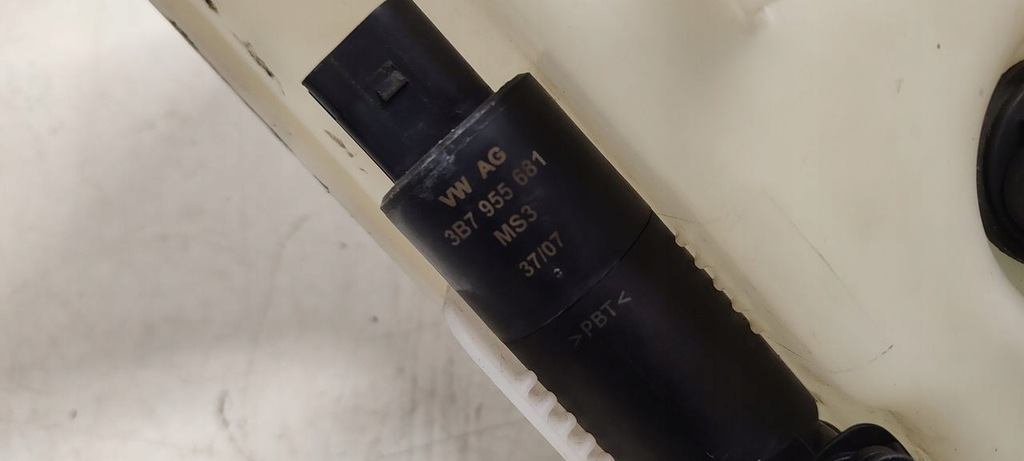 VW AG
3B7 955 681
MS3
37/07
>PBT<